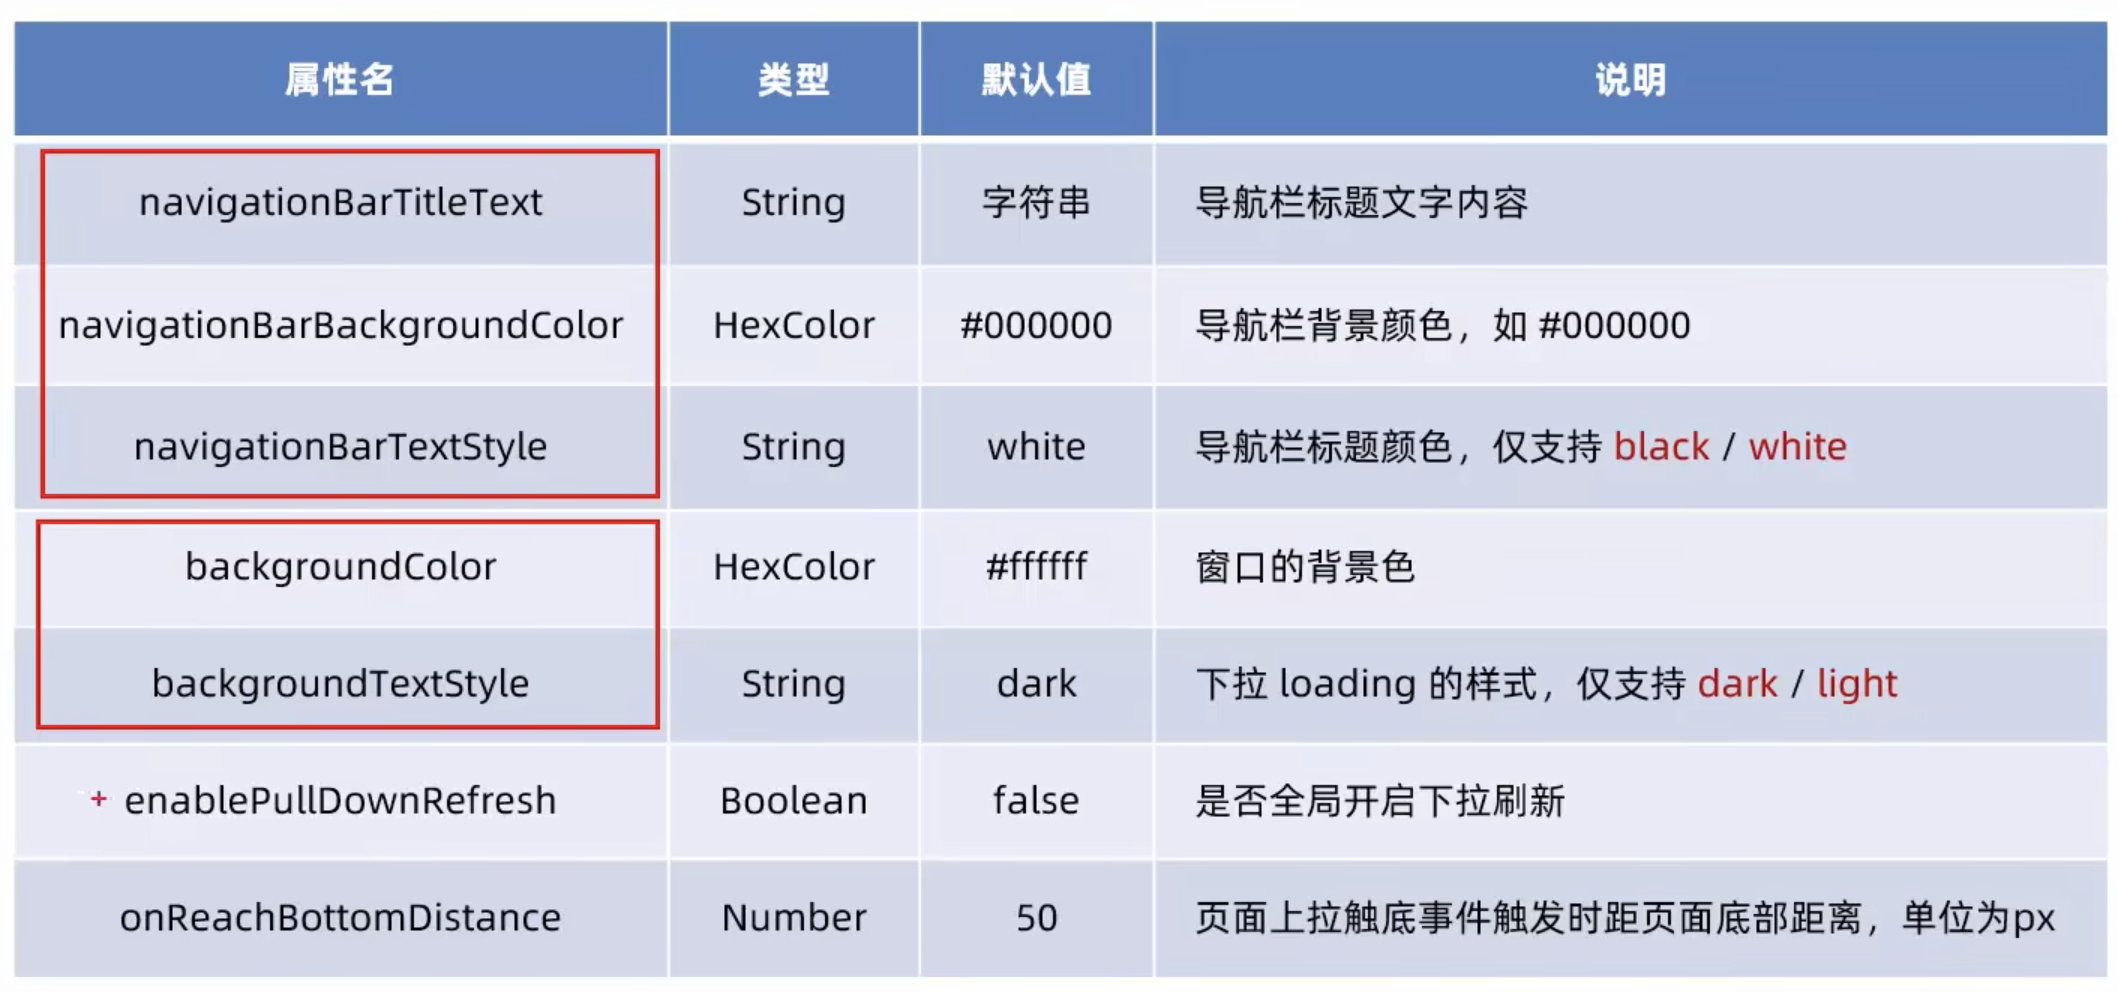 属性名 类型 默认值 说明
navigationBarTitleText String 字符串 导航栏标题文字内容
navigationBarBackgroundColor HexColor #000000 导航栏背景颜色，如 #000000
navigationBarTextStyle String white 导航栏标题颜色，仅支持 black / white
backgroundColor HexColor #ffffff 窗口的背景色
backgroundTextStyle String dark 下拉 loading 的样式，仅支持 dark / light
+ enablePullDownRefresh Boolean false 是否全局开启下拉刷新
onReachBottomDistance Number 50 页面上拉触底事件触发时距页面底部距离，单位为px